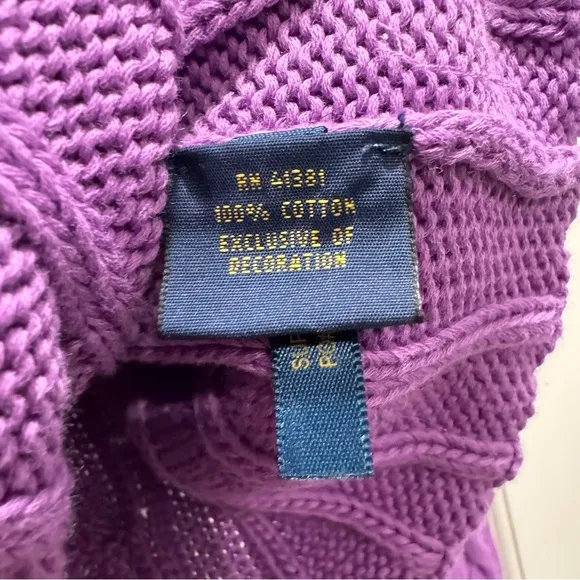 RN 41381
100% COTTON
EXCLUSIVE OF
DECORATION